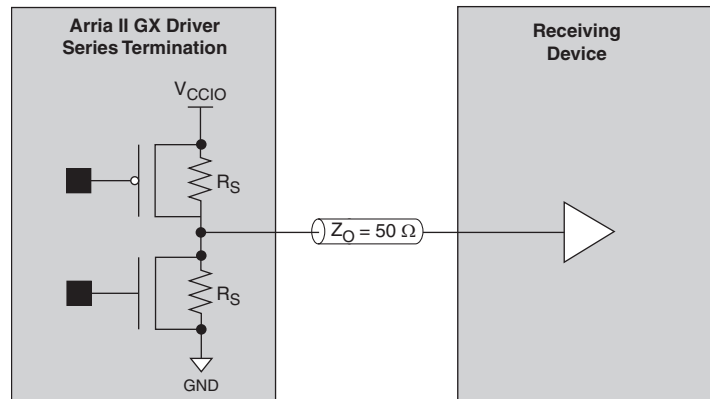 Arria II GX Driver
Series Termination
Receiving
Device
VCCIO
RS
ZO = 50 Ω
RS
GND